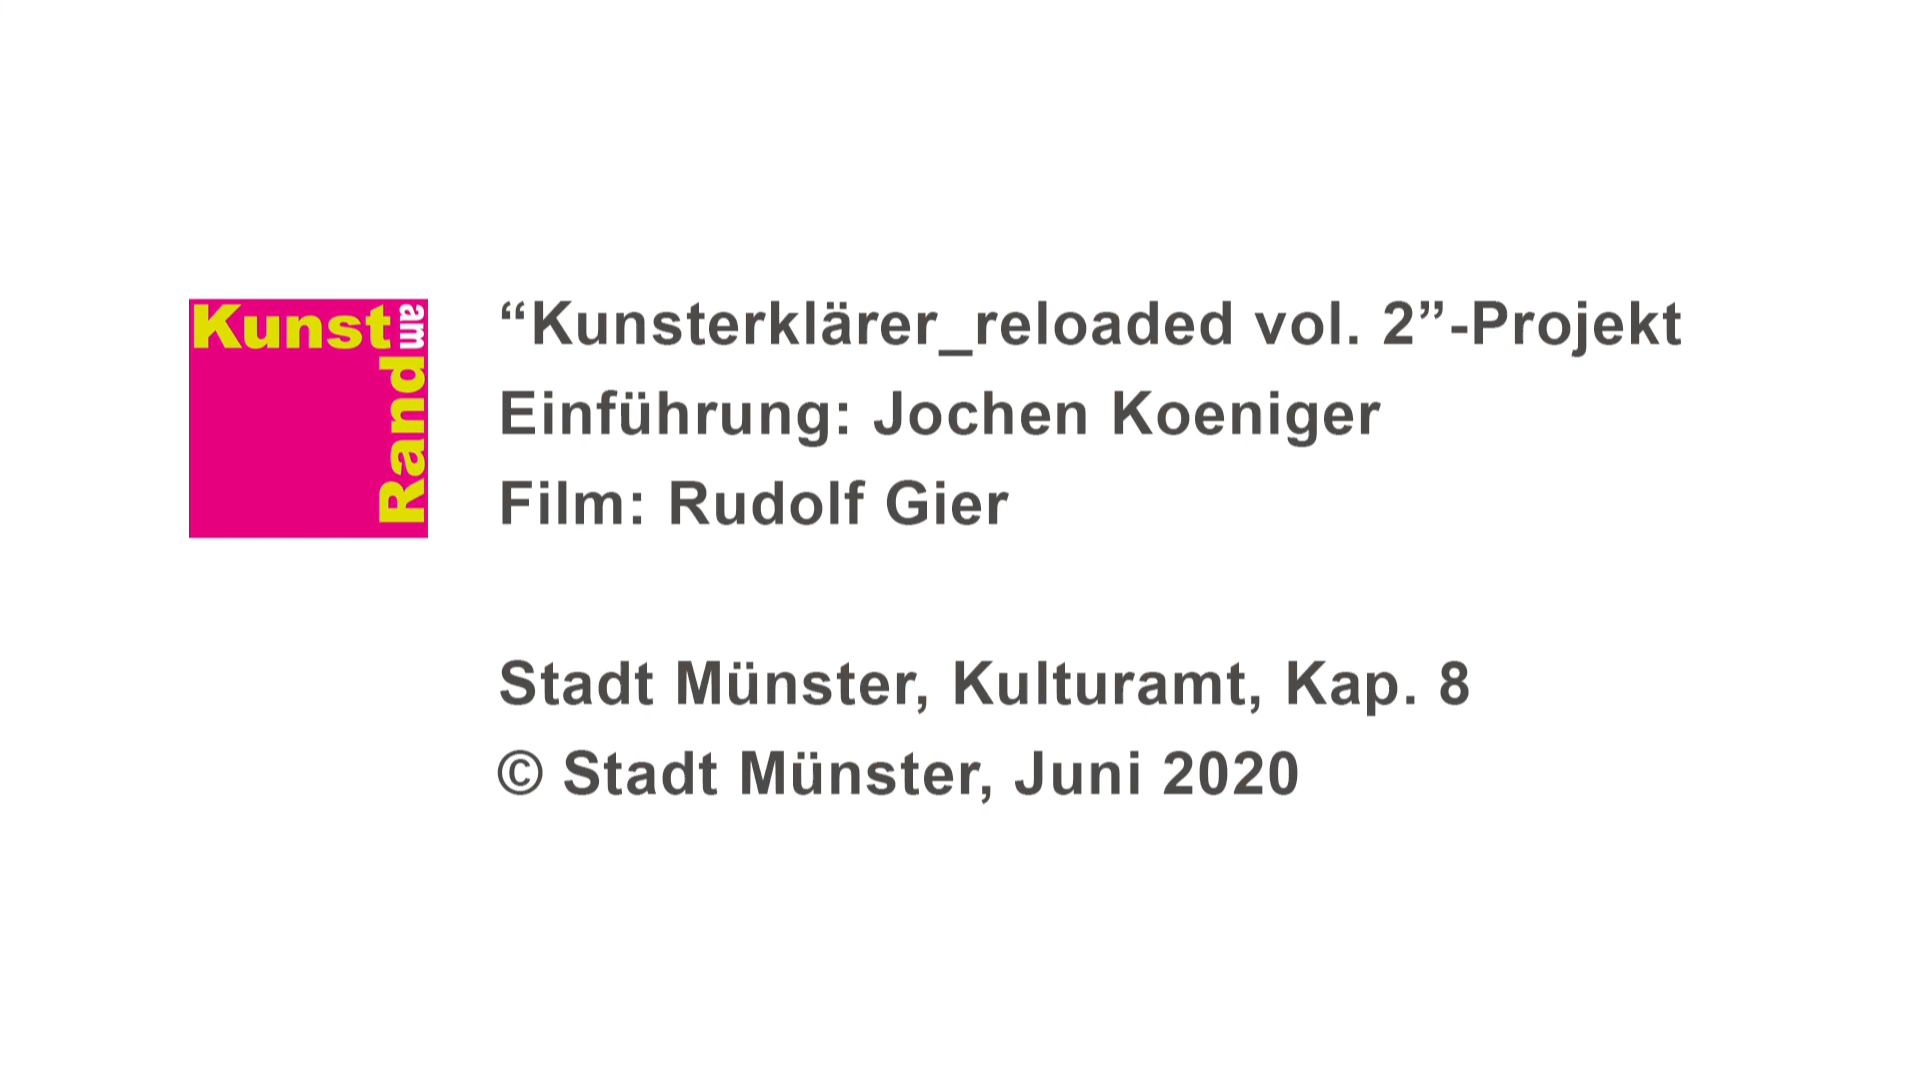 Kunst am Rand
“Kunsterklärer_reloaded vol. 2”-Projekt
Einführung: Jochen Koeniger
Film: Rudolf Gier
Stadt Münster, Kulturamt, Kap. 8
© Stadt Münster, Juni 2020